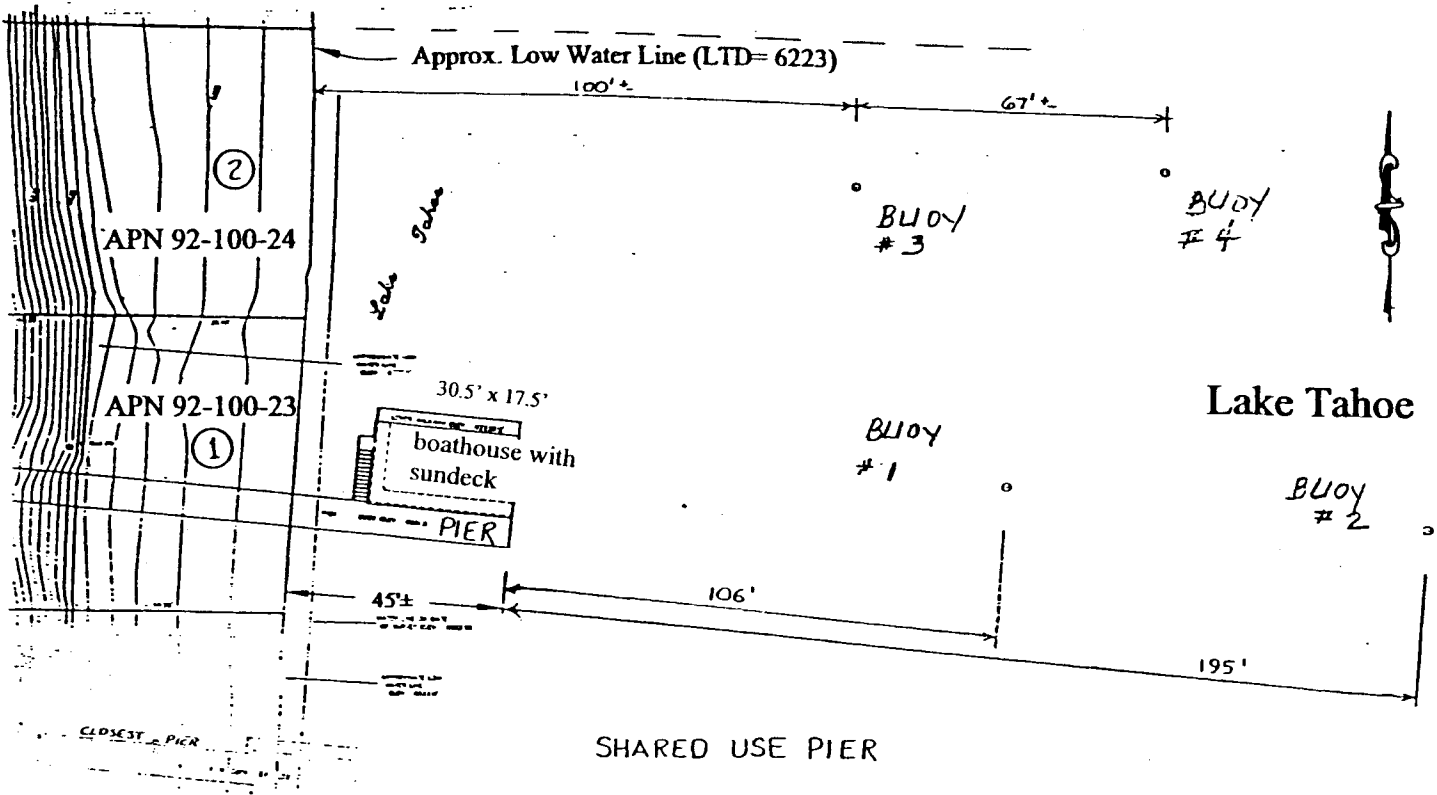 Approx. Low Water Line (LTD= 6223)
100' +-
67' +-
2
APN 92-100-24
Lake Tahoe
BUOY
# 3
BUOY
# 4
30.5' x 17.5'
APN 92-100-23
1
boathouse with
sundeck
PIER
BUOY
# 1
Lake Tahoe
BUOY
# 2
45'±
106'
195'
CLOSEST PIER
SHARED USE PIER